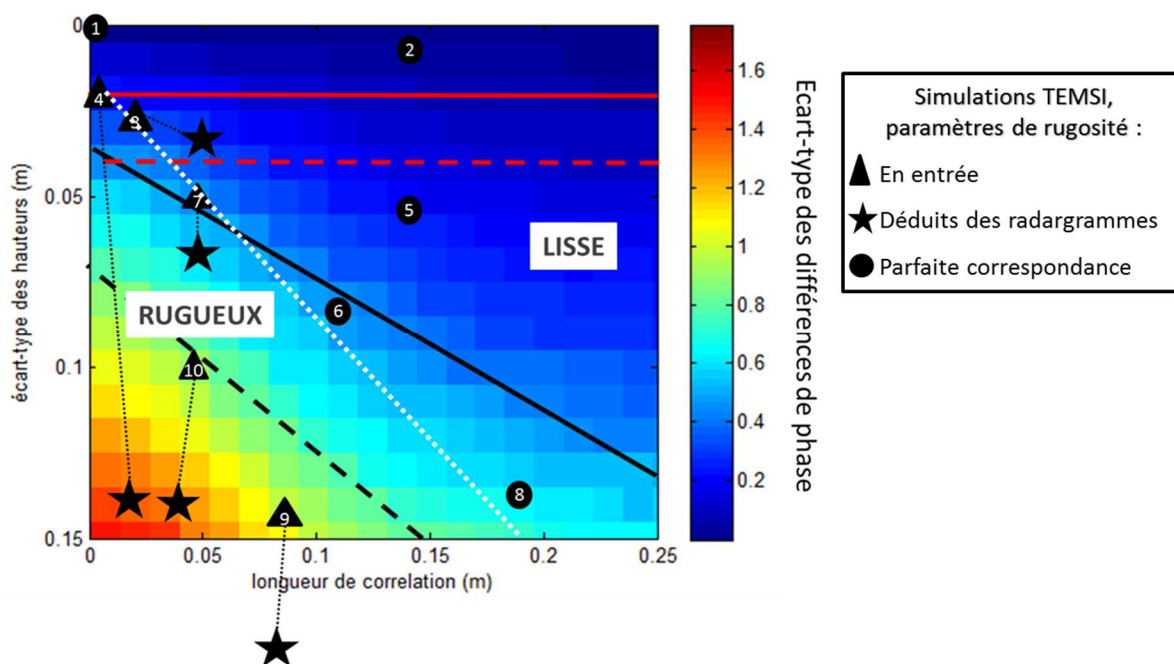 0
0.05
0.1
0.15
écart-type des hauteurs (m)
1
2
4
3
7
5
LISSE
6
RUGUEUX
10
8
9
0
0.05
0.1
0.15
0.2
0.25
longueur de correlation (m)
1.6
1.4
1.2
1
0.8
0.6
0.4
0.2
Ecart-type des différences de phase
Simulations TEMSI,
paramètres de rugosité :
En entrée
Déduits des radargrammes
Parfaite correspondance